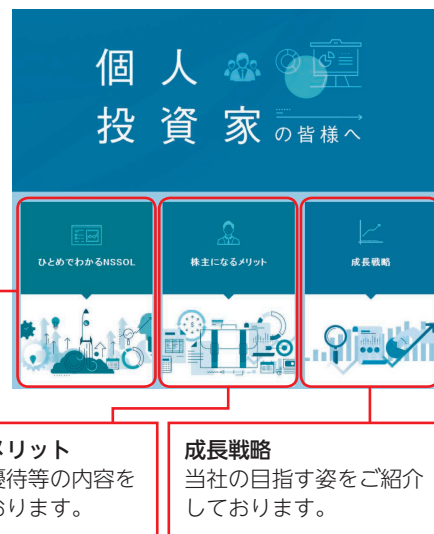 個人
投資家の皆様へ
ひとめでわかるNSSOL
株主になるメリット
成長戦略
メリット
優待等の内容を
おります。
成長戦略
当社の目指す姿をご紹介
しております。